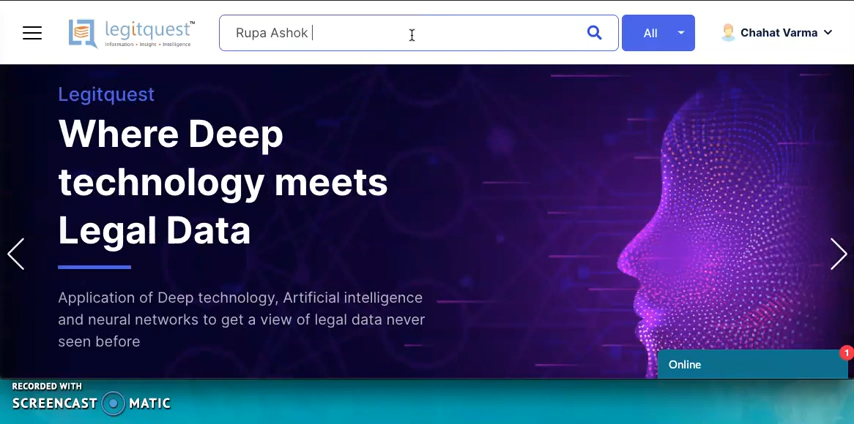 legitquest™
Information • Insight • Intelligence
Rupa Ashok
All
Chahat Varma
Legitquest
Where Deep
technology meets
Legal Data
Application of Deep technology, Artificial intelligence
and neural networks to get a view of legal data never
seen before
Online
1
RECORDED WITH
SCREENCAST MATIC